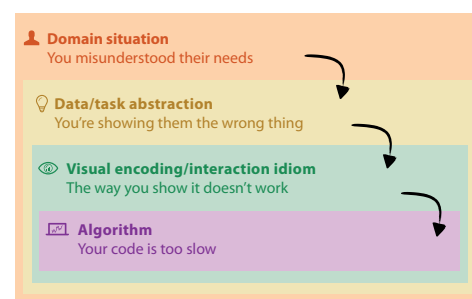 Domain situation
You misunderstood their needs
Data/task abstraction
You’re showing them the wrong thing
Visual encoding/interaction idiom
The way you show it doesn’t work
Algorithm
Your code is too slow